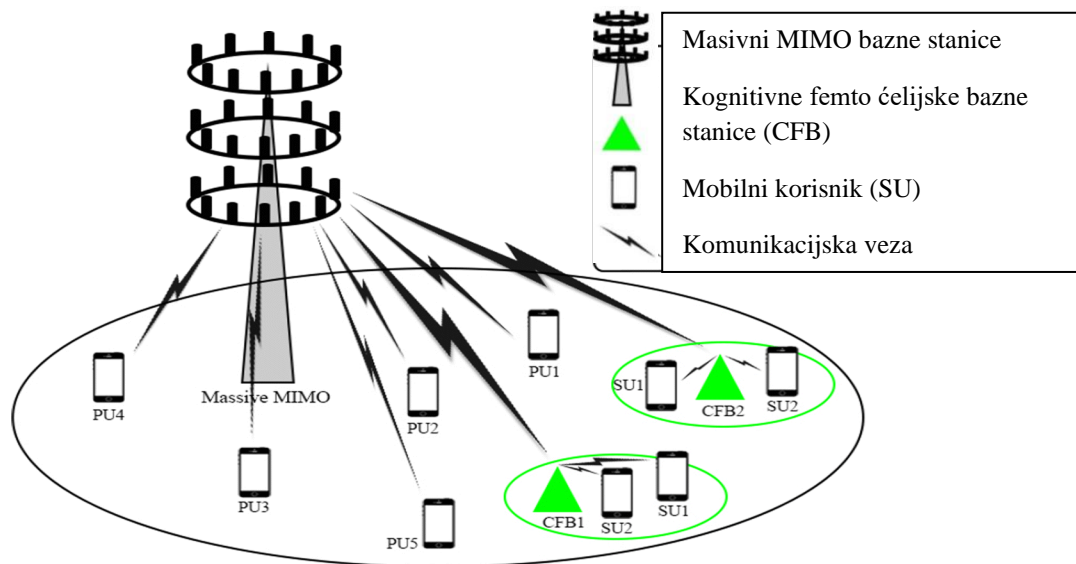 Masivni MIMO bazne stanice
Kognitivne femto ćelijske bazne
stanice (CFB)
Mobilni korisnik (SU)
Komunikacijska veza
PU4
Massive MIMO
PU3
PU2
PU5
PU1
SU1
CFB2
SU2
CFB1
SU2
SU1